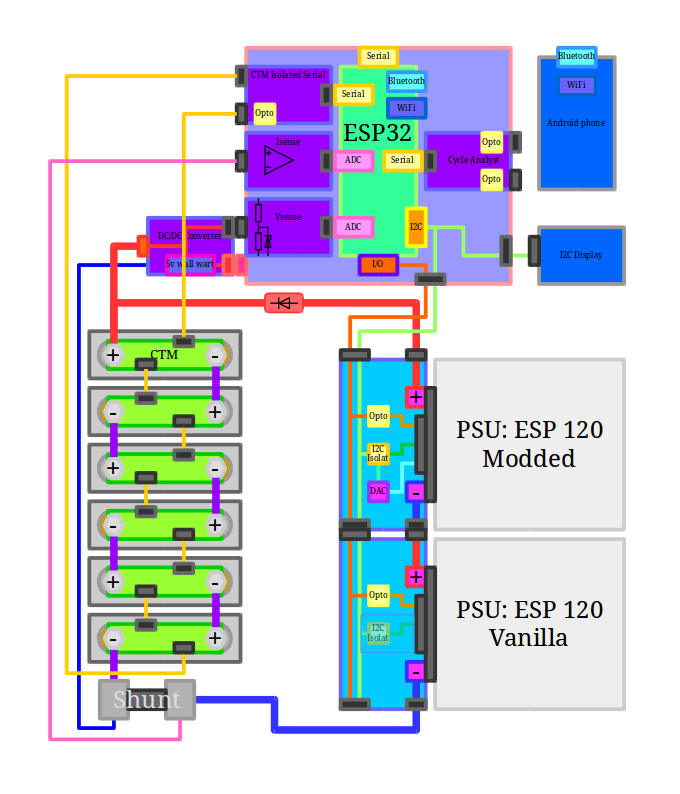 Serial
Bluetooth
CTM Isolated Serial
Bluetooth
WiFi
Serial
WiFi
Opto
Android phone
ESP32
Isense
Opto
ADC
Serial
Cycle Analyst
Opto
Vsense
ADC
I2C
DC/DC Converter
I2C Display
5v wall wart
I/O
CTM
+
-
+
-
+
Opto
PSU: ESP 120
Modded
+
-
I2C
Isolat
DAC
-
-
+
+
-
+
Opto
PSU: ESP 120
Vanilla
I2C
Isolat
-
+
-
Shunt